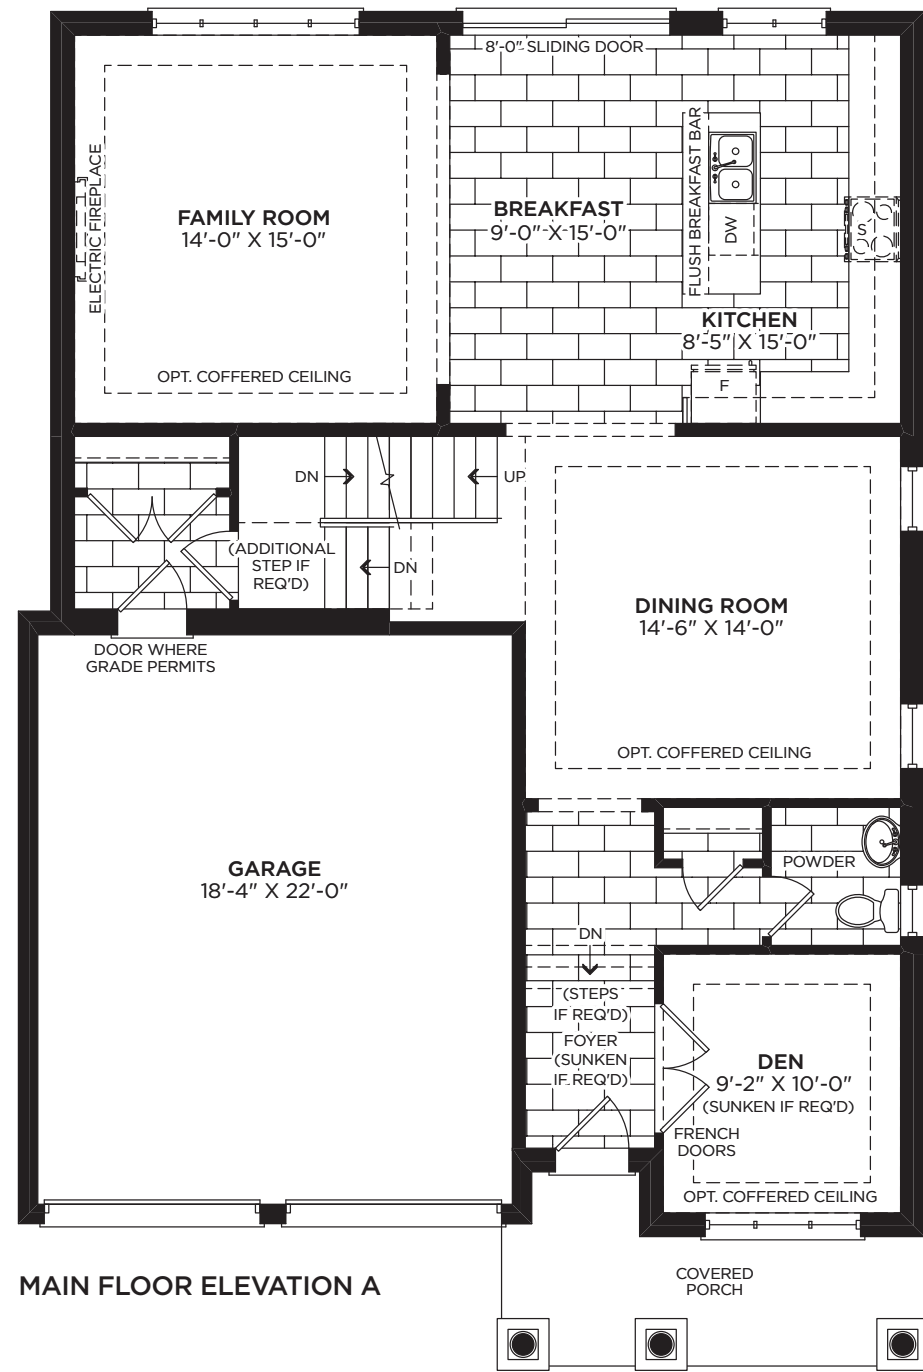 8'-0" SLIDING DOOR
ELECTRIC FIREPLACE
FAMILY ROOM
14'-0" X 15'-0"
OPT. COFFERED CEILING
BREAKFAST
9'-0" X 15'-0"
FLUSH BREAKFAST BAR
DW
S
KITCHEN
8'-5" X 15'-0"
F
DN
UP
(ADDITIONAL
STEP IF
REQ'D)
DN
DOOR WHERE
GRADE PERMITS
DINING ROOM
14'-6" X 14'-0"
OPT. COFFERED CEILING
GARAGE
18'-4" X 22'-0"
POWDER
DN
(STEPS
IF REQ'D)
FOYER
(SUNKEN
IF REQ'D)
DEN
9'-2" X 10'-0"
(SUNKEN IF REQ'D)
FRENCH
DOORS
OPT. COFFERED CEILING
MAIN FLOOR ELEVATION A
COVERED
PORCH